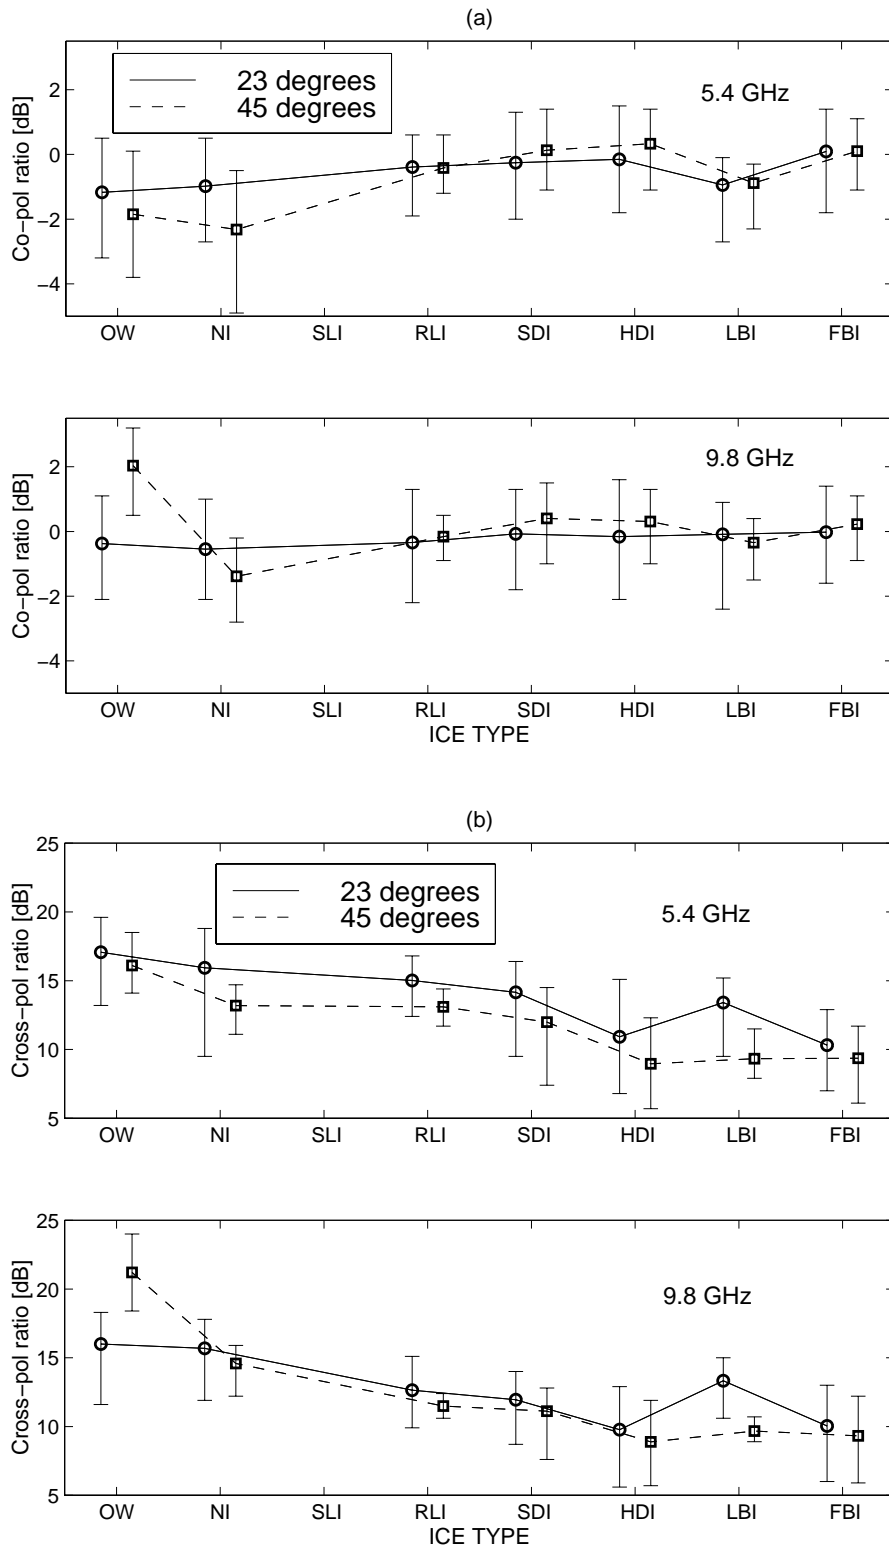 (a)
23 degrees
45 degrees
5.4 GHz
Co-pol ratio [dB]
2
0
−2
−4
OW NI SLI RLI SDI HDI LBI FBI
9.8 GHz
Co-pol ratio [dB]
2
0
−2
−4
OW NI SLI RLI SDI HDI LBI FBI
ICE TYPE
(b)
23 degrees
45 degrees
5.4 GHz
Cross-pol ratio [dB]
25
20
15
10
5
OW NI SLI RLI SDI HDI LBI FBI
9.8 GHz
Cross-pol ratio [dB]
25
20
15
10
5
OW NI SLI RLI SDI HDI LBI FBI
ICE TYPE